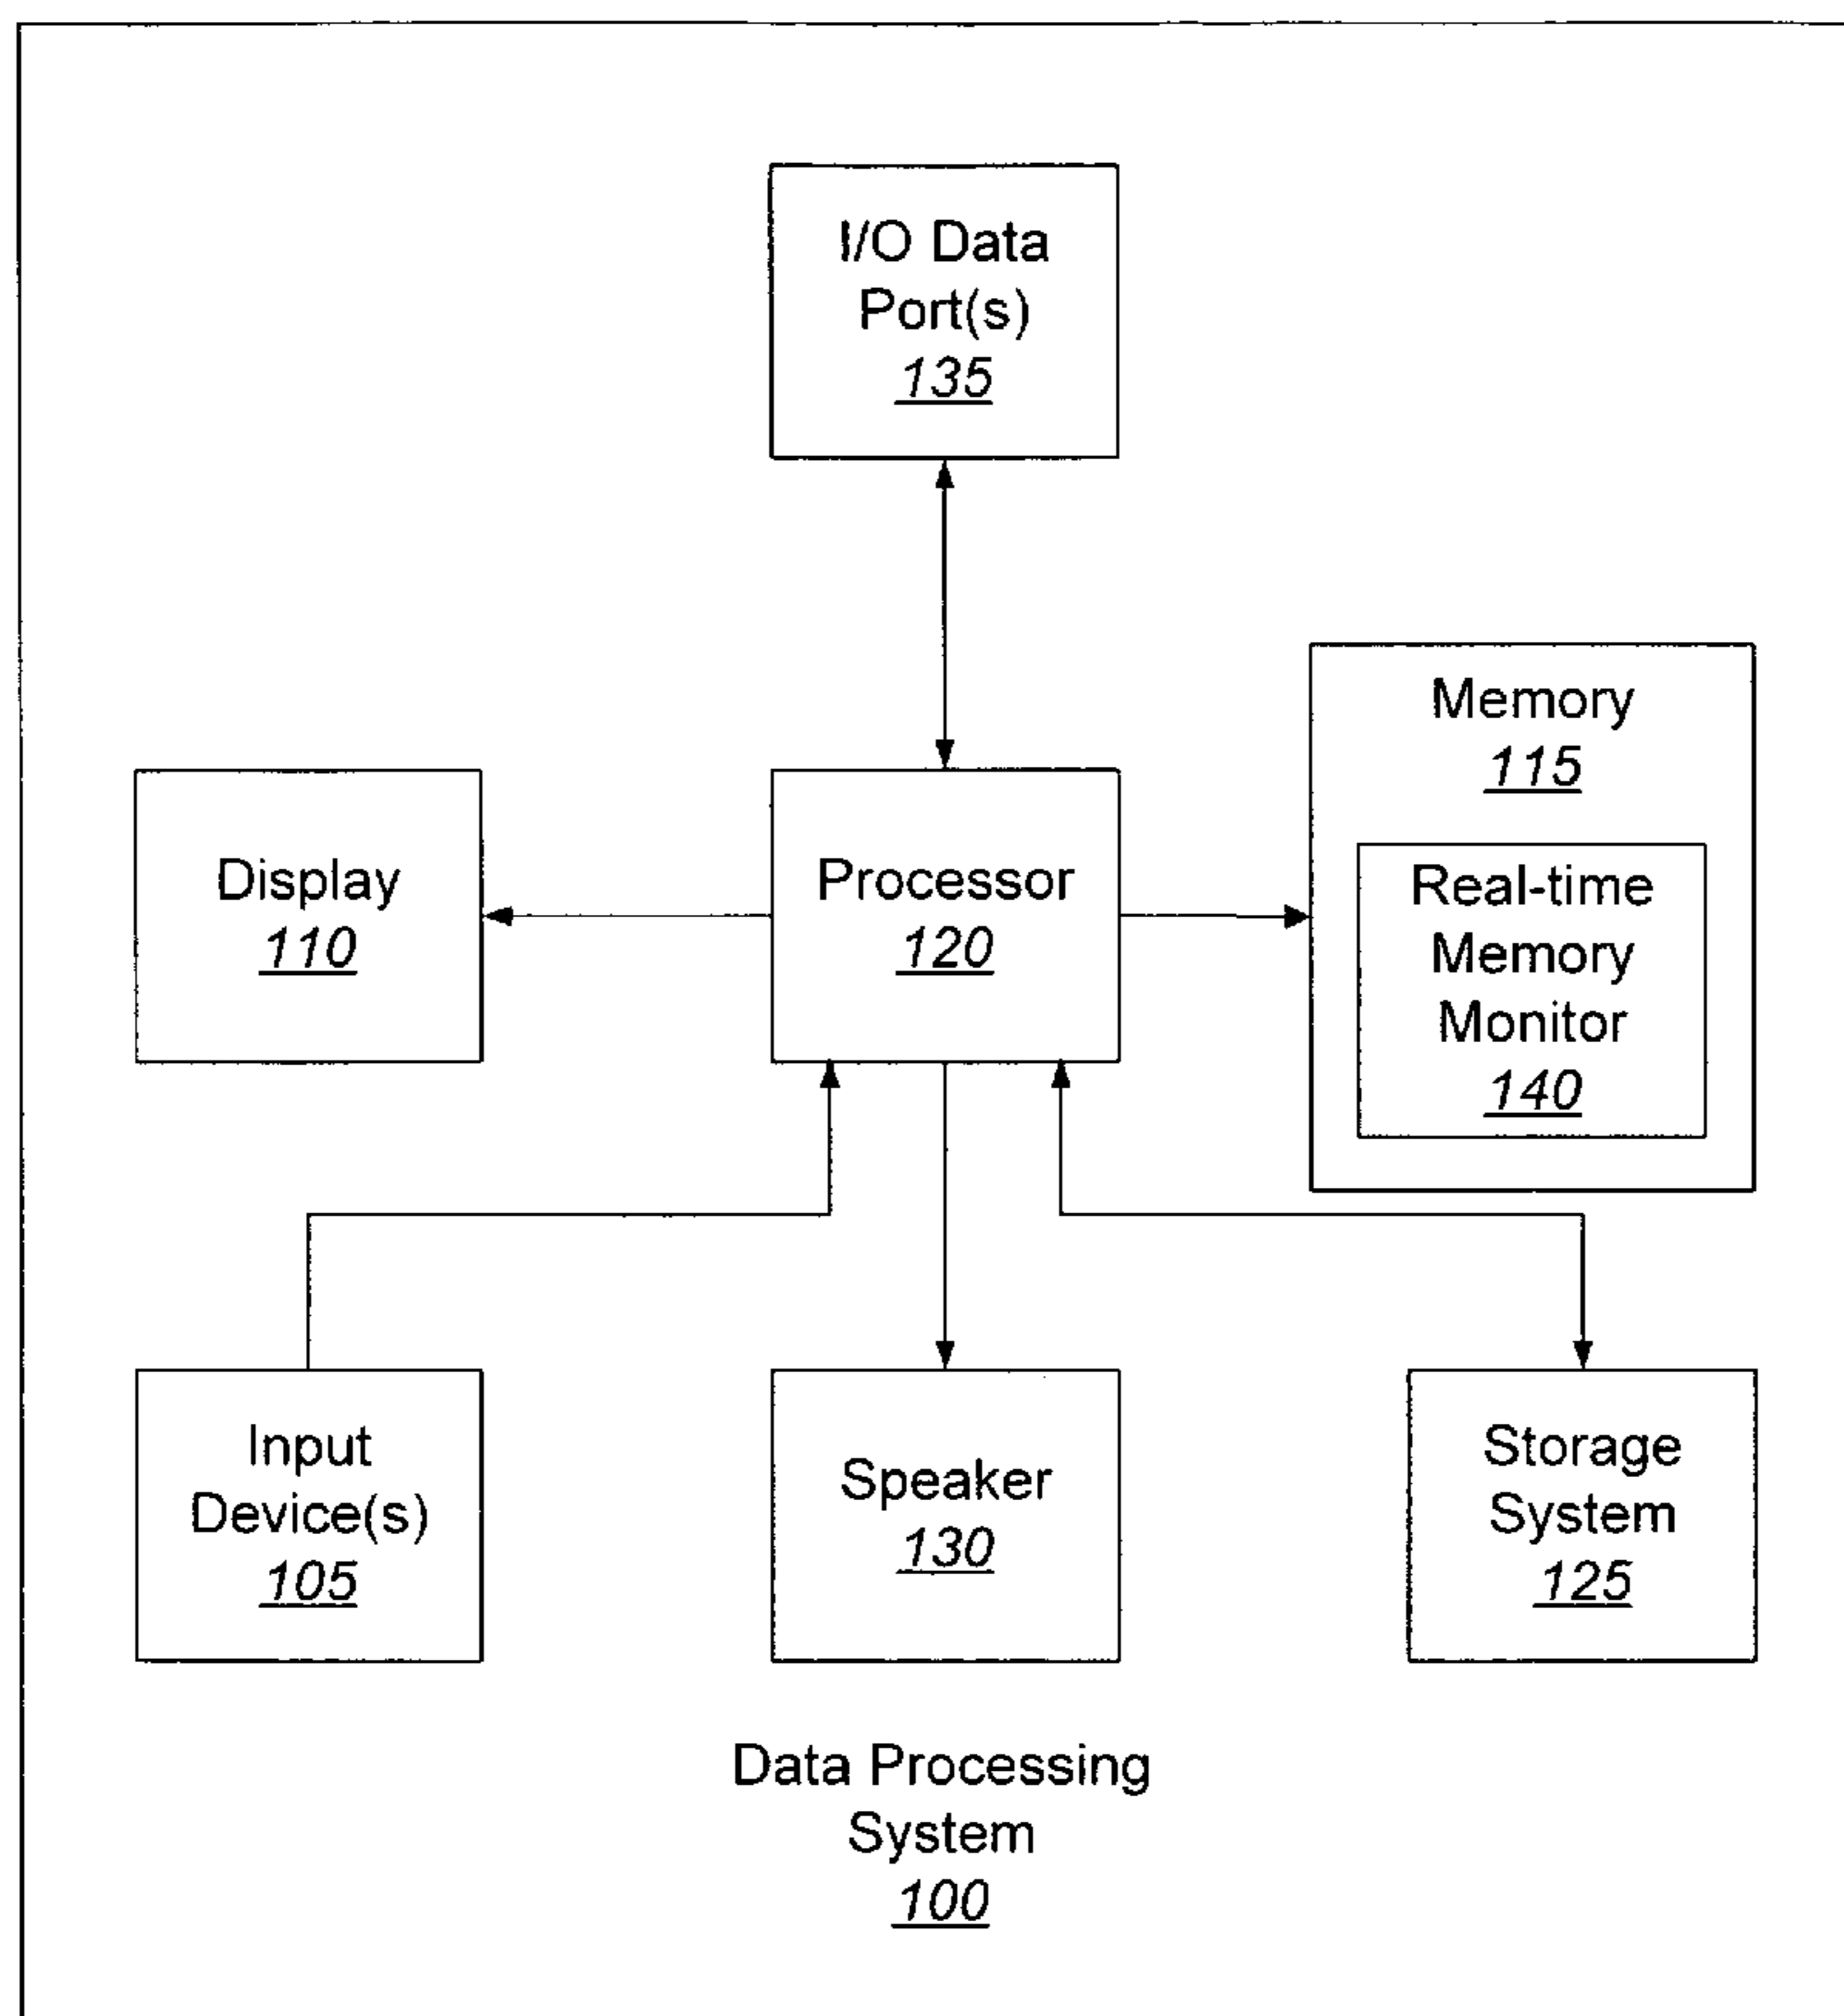 I/O Data
Port(s)
135
Memory
115
Display
110
Processor
120
Real-time
Memory
Monitor
140
Input
Device(s)
105
Speaker
130
Storage
System
125
Data Processing
System
100